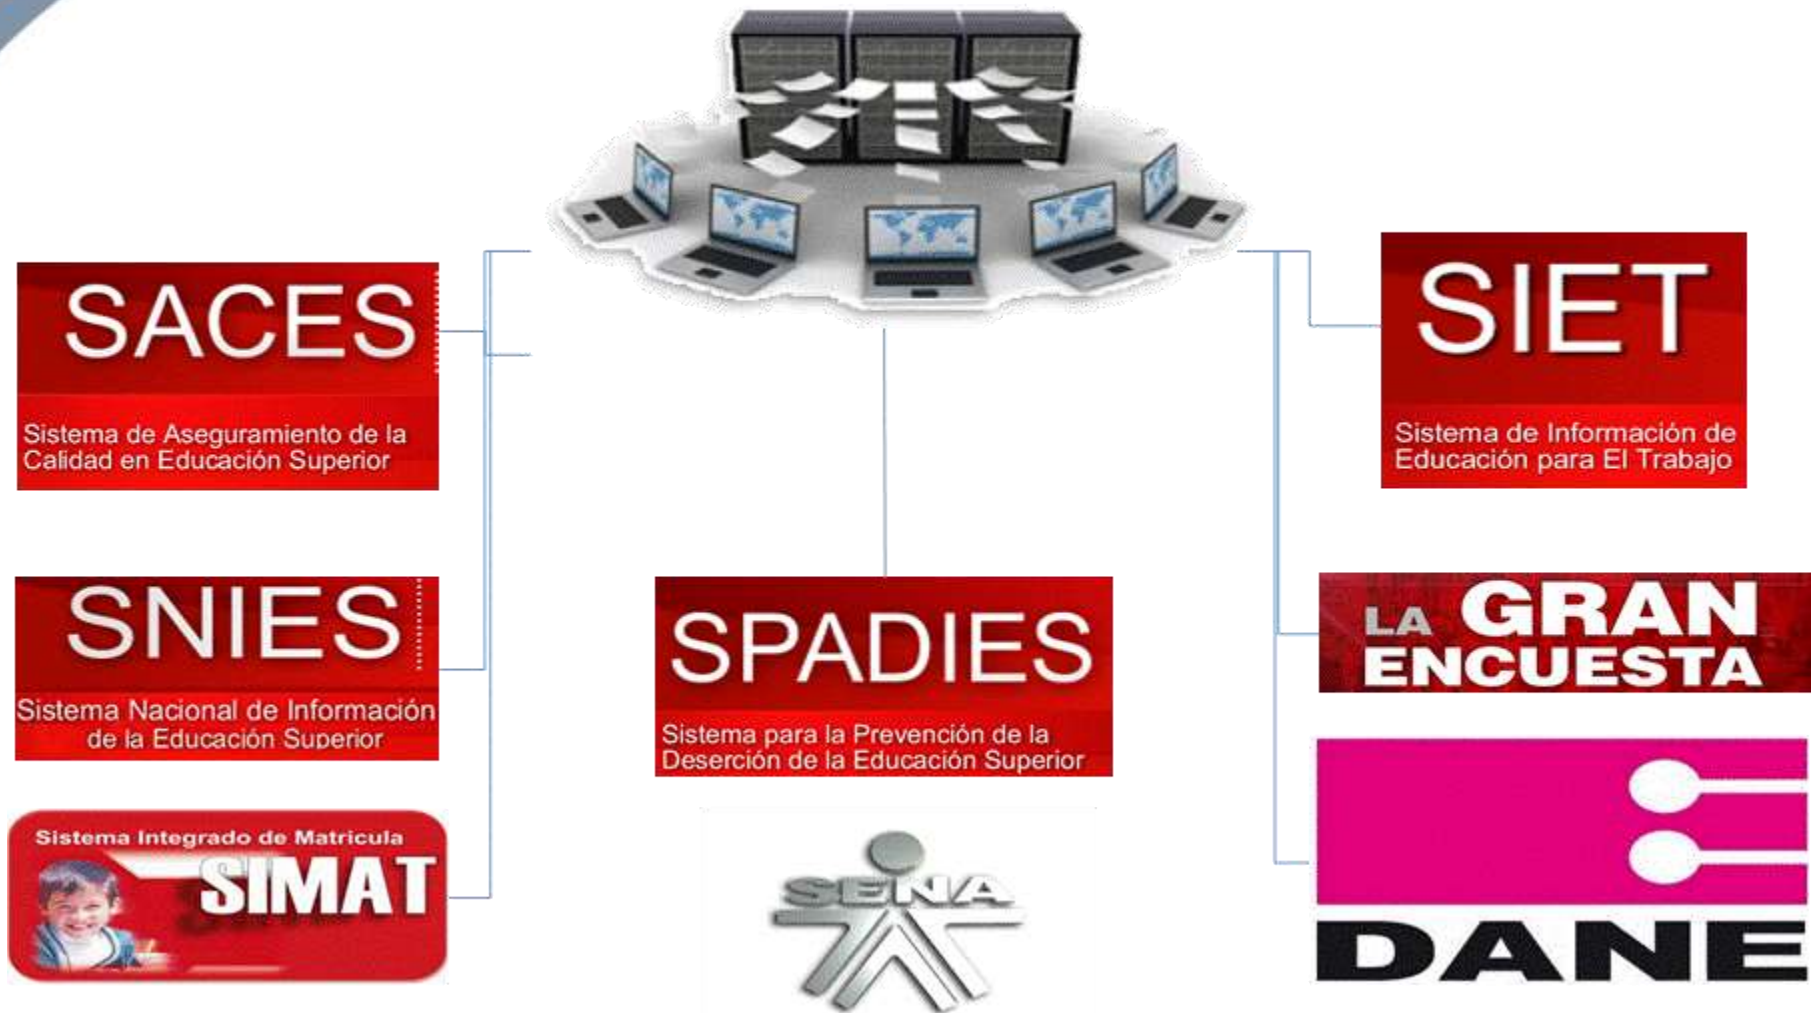 SACES
Sistema de Aseguramiento de la
Calidad en Educación Superior
SNIES
Sistema Nacional de Información
de la Educación Superior
Sistema Integrado de Matricula
SIMAT
SPADIES
Sistema para la Prevención de la
Deserción de la Educación Superior
SENA
SIET
Sistema de Información de
Educación para El Trabajo
LA GRAN
ENCUESTA
DANE